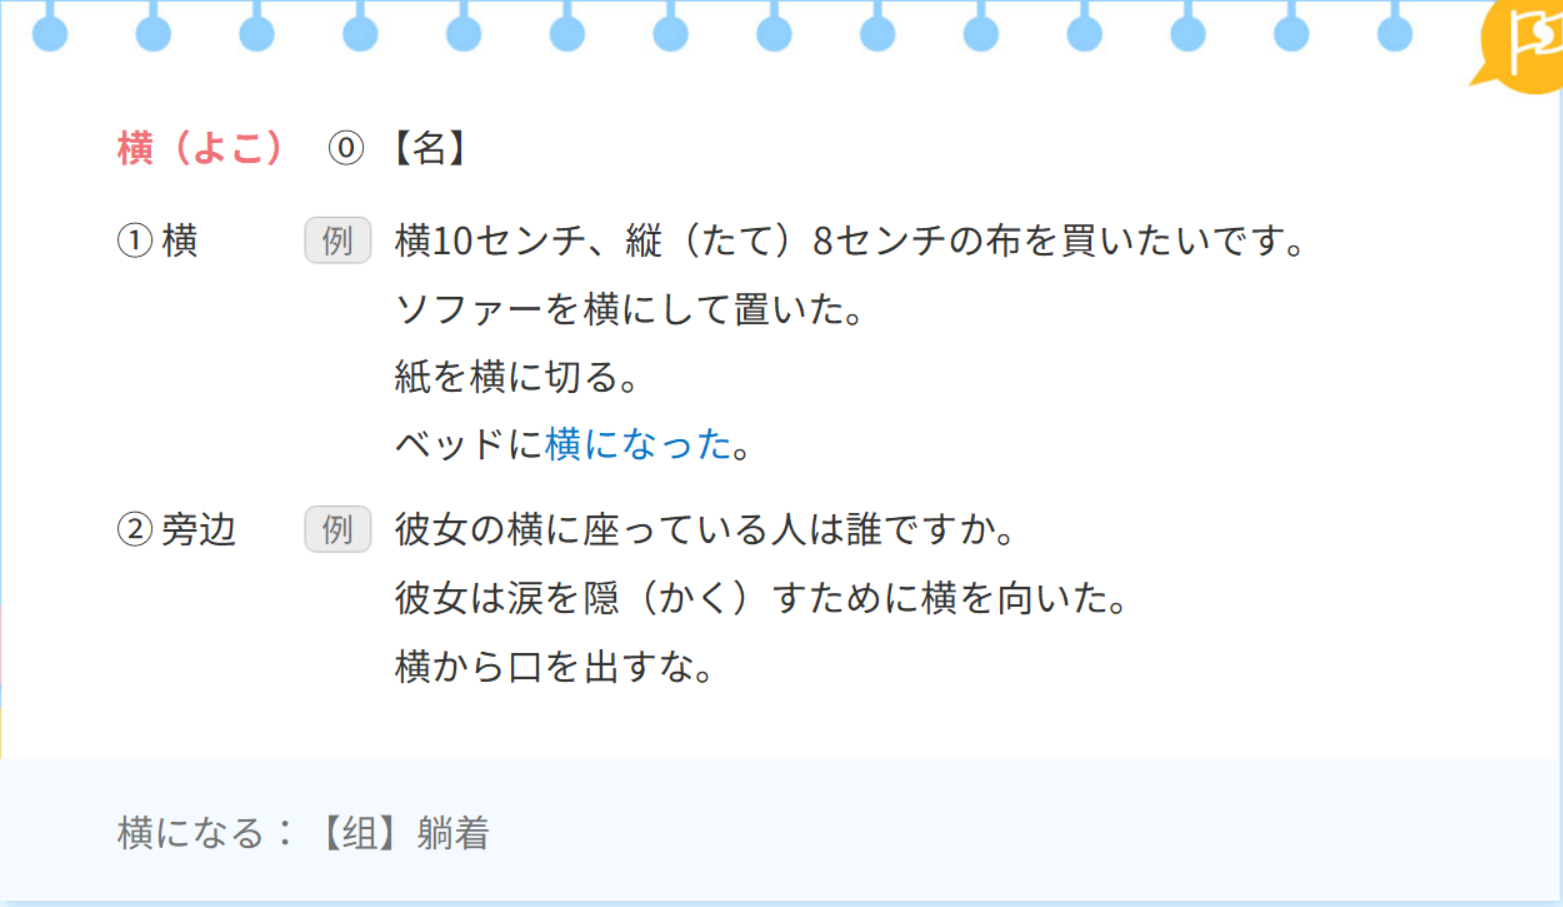 横（よこ） ⓪ 【名】
① 横 例 横10センチ、縦（たて）8センチの布を買いたいです。
ソファーを横にして置いた。
紙を横に切る。
ベッドに横になった。
② 旁边 例 彼女の横に座っている人は誰ですか。
彼女は涙を隠（かく）すために横を向いた。
横から口を出すな。
横になる：【组】躺着